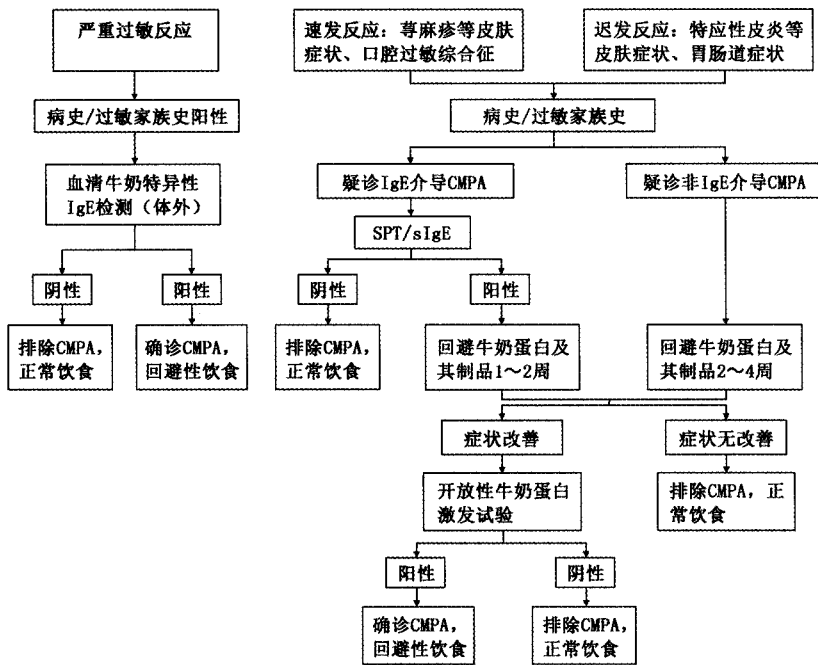 严重过敏反应
病史/过敏家族史阳性
血清牛奶特异性
IgE检测（体外）
阴性
阳性
排除CMPA，
正常饮食
确诊CMPA，
回避性饮食
速发反应：荨麻疹等皮肤
症状、口腔过敏综合征
迟发反应：特应性皮炎等
皮肤症状、胃肠道症状
病史/过敏家族史
疑诊IgE介导CMPA
疑诊非IgE介导CMPA
SPT/sIgE
阴性
阳性
排除CMPA，
正常饮食
回避牛奶蛋白及
其制品1～2周
回避牛奶蛋白及
其制品2～4周
症状改善
症状无改善
开放性牛奶蛋白
激发试验
排除CMPA，正
常饮食
阳性
阴性
确诊CMPA，
回避性饮食
排除CMPA，
正常饮食